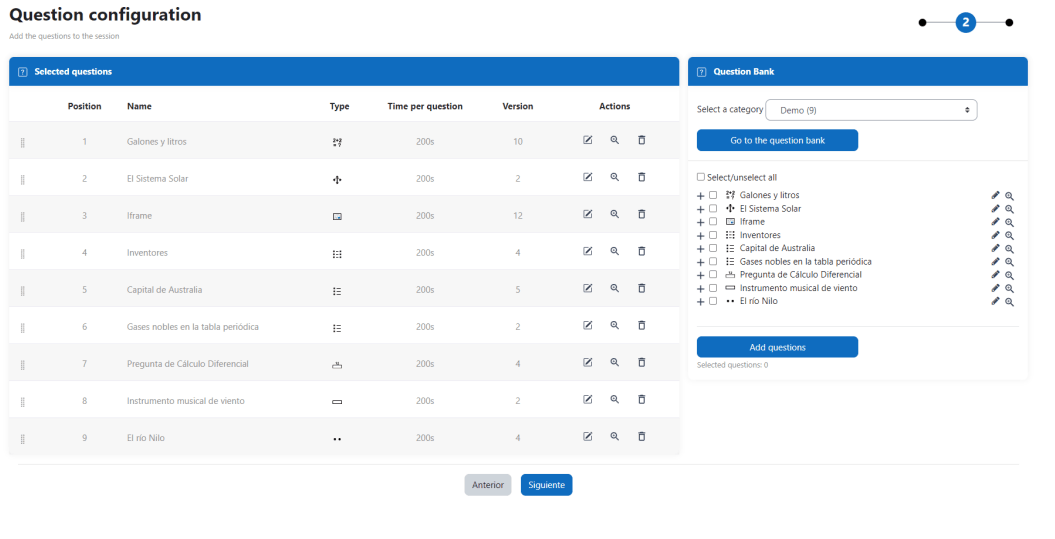 Question configuration
Add the questions to the session
2
Selected questions
Position Name Type Time per question Version Actions
1 Galones y litros 200s 10
2 El Sistema Solar 200s 2
3 Iframe 200s 12
4 Inventores 200s 4
5 Capital de Australia 200s 5
6 Gases nobles en la tabla periódica 200s 2
7 Pregunta de Cálculo Diferencial 200s 4
8 Instrumento musical de viento 200s 2
9 El río Nilo 200s 4
Question Bank
Select a category Demo (9)
Go to the question bank
Select/unselect all
Galones y litros
El Sistema Solar
Iframe
Inventores
Capital de Australia
Gases nobles en la tabla periódica
Pregunta de Cálculo Diferencial
Instrumento musical de viento
El río Nilo
Add questions
Selected questions: 0
Anterior Siguiente